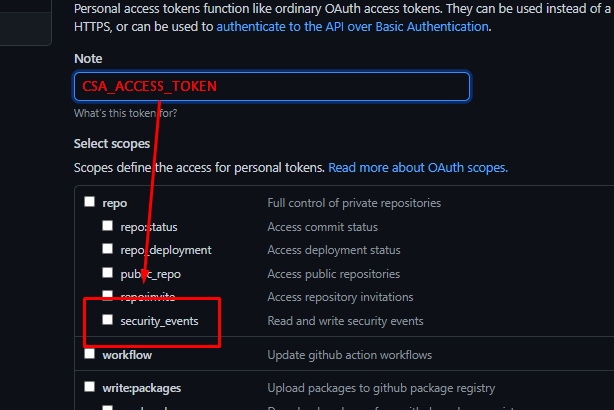 Personal access tokens function like ordinary OAuth access tokens. They can be used instead of a
HTTPS, or can be used to authenticate to the API over Basic Authentication.
Note
CSA_ACCESS_TOKEN
What's this token for?
Select scopes
Scopes define the access for personal tokens. Read more about OAuth scopes.
repo Full control of private repositories
repo:status Access commit status
repo_deployment Access deployment status
public_repo Access public repositories
repo:invite Access repository invitations
security_events Read and write security events
workflow Update github action workflows
write:packages Upload packages to github package registry